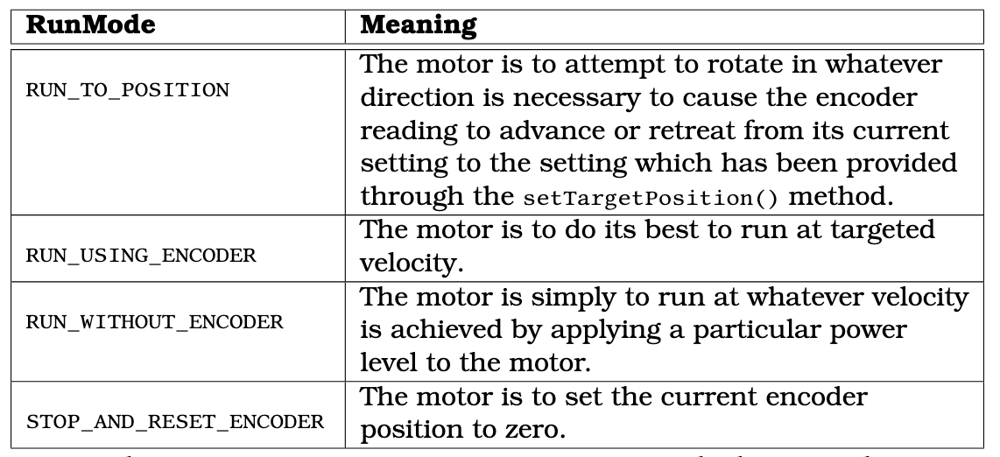 RunMode Meaning
RUN_TO_POSITION
The motor is to attempt to rotate in whatever
direction is necessary to cause the encoder
reading to advance or retreat from its current
setting to the setting which has been provided
through the setTargetPosition() method.
RUN_USING_ENCODER
The motor is to do its best to run at targeted
velocity.
RUN_WITHOUT_ENCODER
The motor is simply to run at whatever velocity
is achieved by applying a particular power
level to the motor.
STOP_AND_RESET_ENCODER
The motor is to set the current encoder
position to zero.